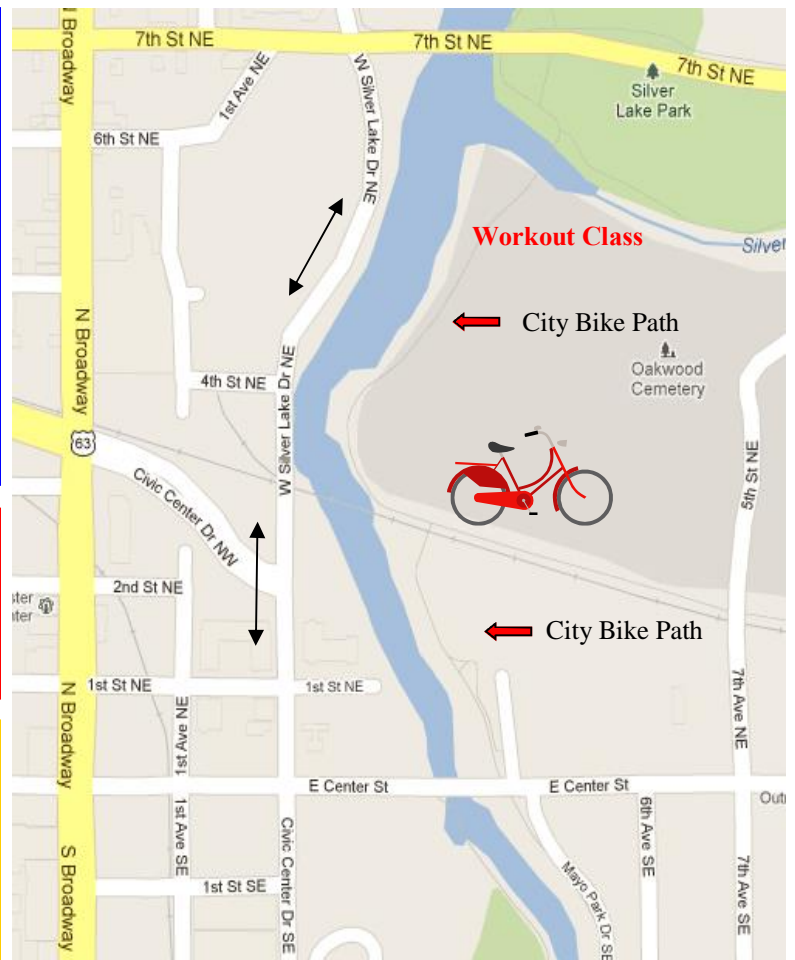 N Broadway
7th St NE
7th St NE
7th St NE
W Silver Lake Dr NE
1st Ave NE
Silver
Lake Park
6th St NE
Workout Class
Silver
City Bike Path
N Broadway
4th St NE
W Silver Lake Dr NE
Oakwood
Cemetery
63
Civic Center Dr NW
5th St NE
2nd St NE
City Bike Path
1st St NE
1st St NE
N Broadway
1st Ave NE
7th Ave NE
E Center St
E Center St
1st Ave SE
Civic Center Dr SE
6th Ave SE
7th Ave SE
S Broadway
1st St SE
Mayo Park Dr SE